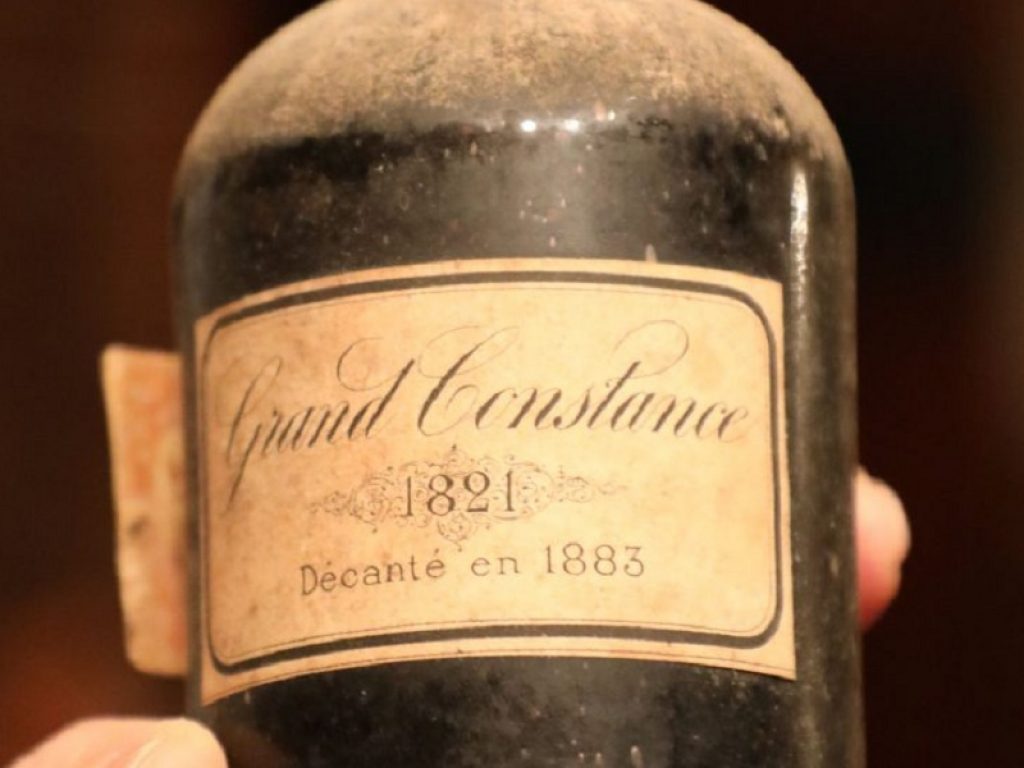 Grand Constance
1821
Décanté en 1883